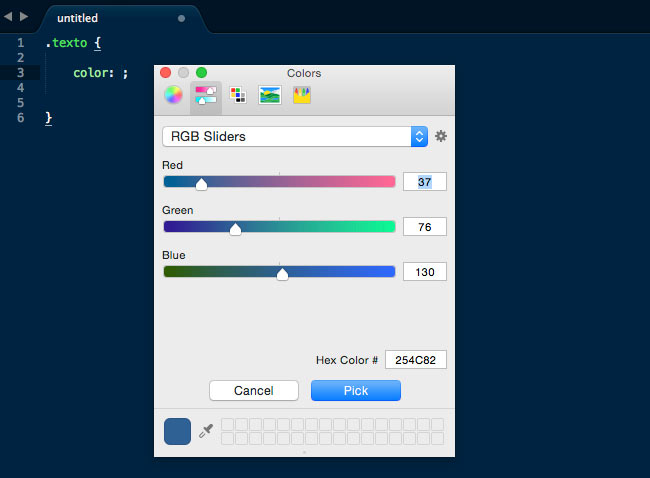 untitled
1 .texto {
2
3 color: ;
4
5
6 }
Colors
RGB Sliders
Red
37
Green
76
Blue
130
Hex Color # 254C82
Cancel Pick